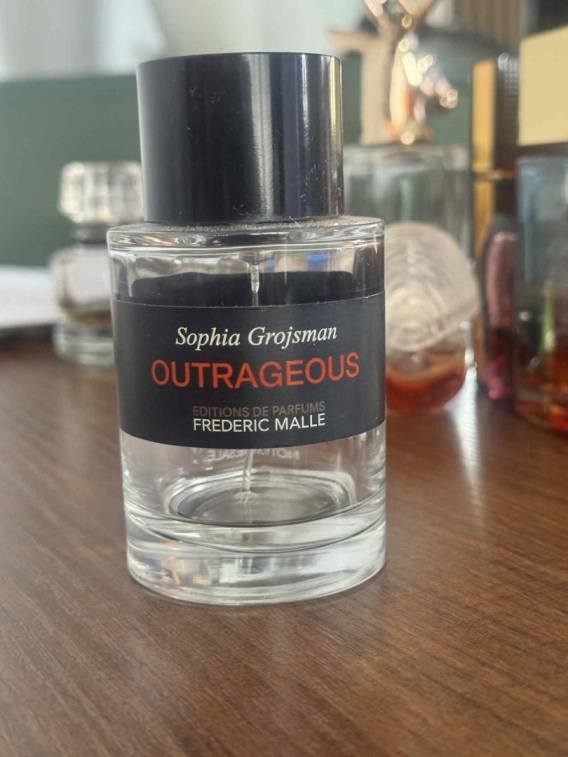 Sophia Grojsman
OUTRAGEOUS
EDITIONS DE PARFUMS
FREDERIC MALLE